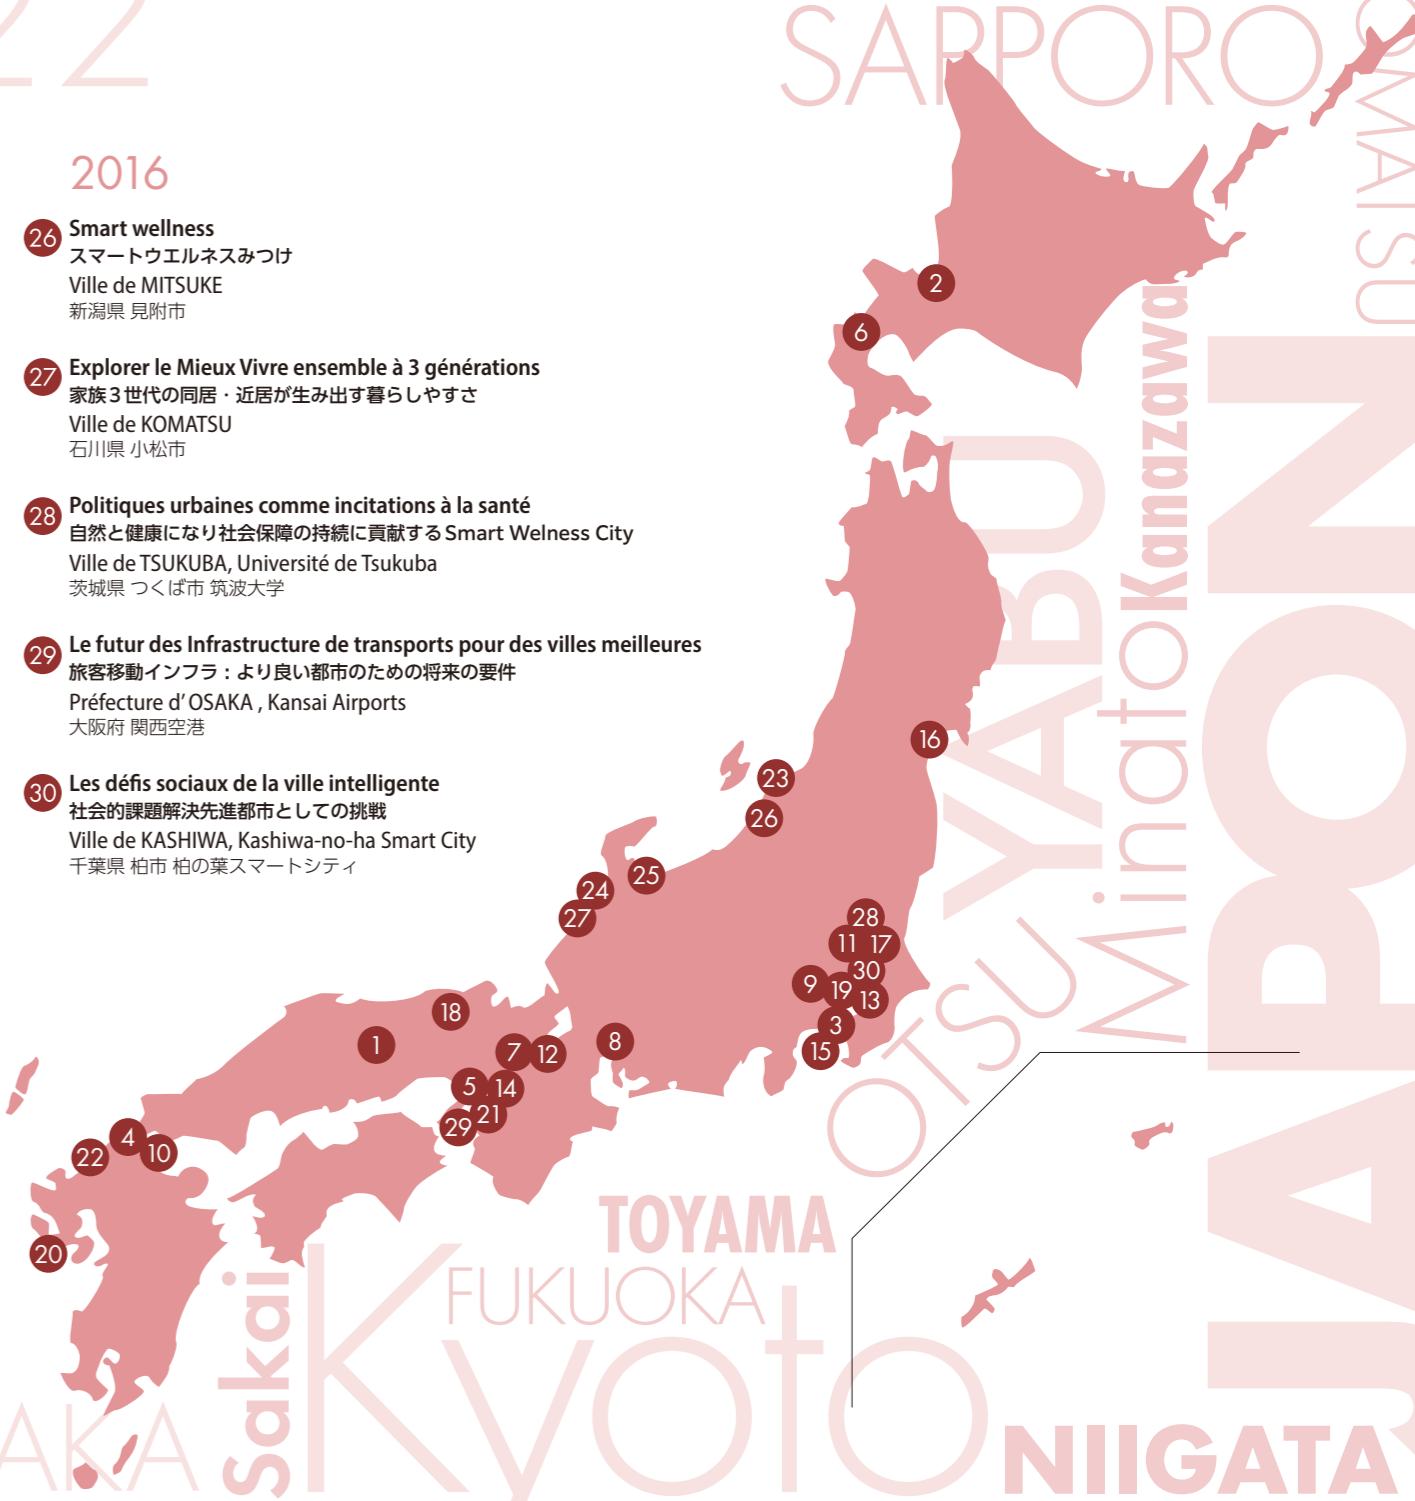 22
SAPPORO
OMATSU
2016
26 Smart wellness
スマートウエルネスみつけ
Ville de MITSUKE
新潟県 見附市
27 Explorer le Mieux Vivre ensemble à 3 générations
家族３世代の同居・近居が生み出す暮らしやすさ
Ville de KOMATSU
石川県 小松市
28 Politiques urbaines comme incitations à la santé
自然と健康になり社会保障の持続に貢献するSmart Welness City
Ville de TSUKUBA, Université de Tsukuba
茨城県 つくば市 筑波大学
29 Le futur des Infrastructure de transports pour des villes meilleures
旅客移動インフラ：より良い都市のための将来の要件
Préfecture d’ OSAKA , Kansai Airports
大阪府 関西空港
30 Les défis sociaux de la ville intelligente
社会的課題解決先進都市としての挑戦
Ville de KASHIWA, Kashiwa-no-ha Smart City
千葉県 柏市 柏の葉スマートシティ
2
6
16
23
26
25
24
27
28
11 17
30
9 19 13
3
15
18
1
7 12
8
5 14
21
29
4
10
22
20
YABU
MinatoKanazawa
JAPON
OTSU
TOYAMA
FUKUOKA
Kyoto
Sakai
AKA
NIIGATA